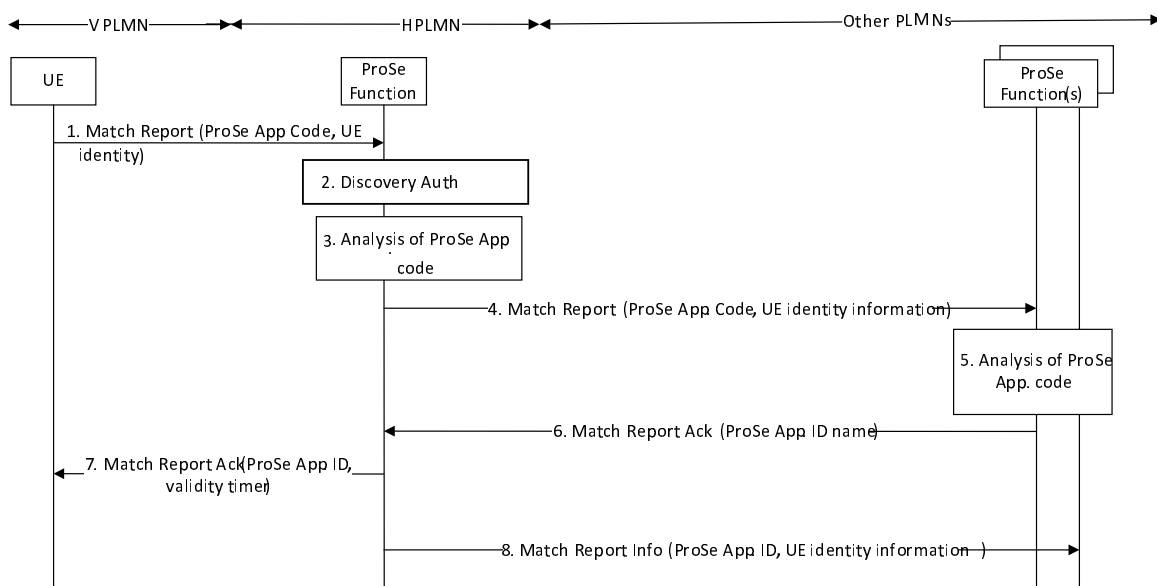 VPLMN
HPLMN
Other PLMNs
UE
ProSe
Function
ProSe
Function(s)
1. Match Report (ProSe App Code, UE
identity)
2. Discovery Auth
3. Analysis of ProSe App
code
4. Match Report (ProSe App. Code, UE identity information)
5. Analysis of ProSe
App. code
6. Match Report Ack (ProSe App. ID name)
7. Match Report Ack(ProSe App ID,
validity timer)
8. Match Report Info (ProSe App. ID, UE identity information )